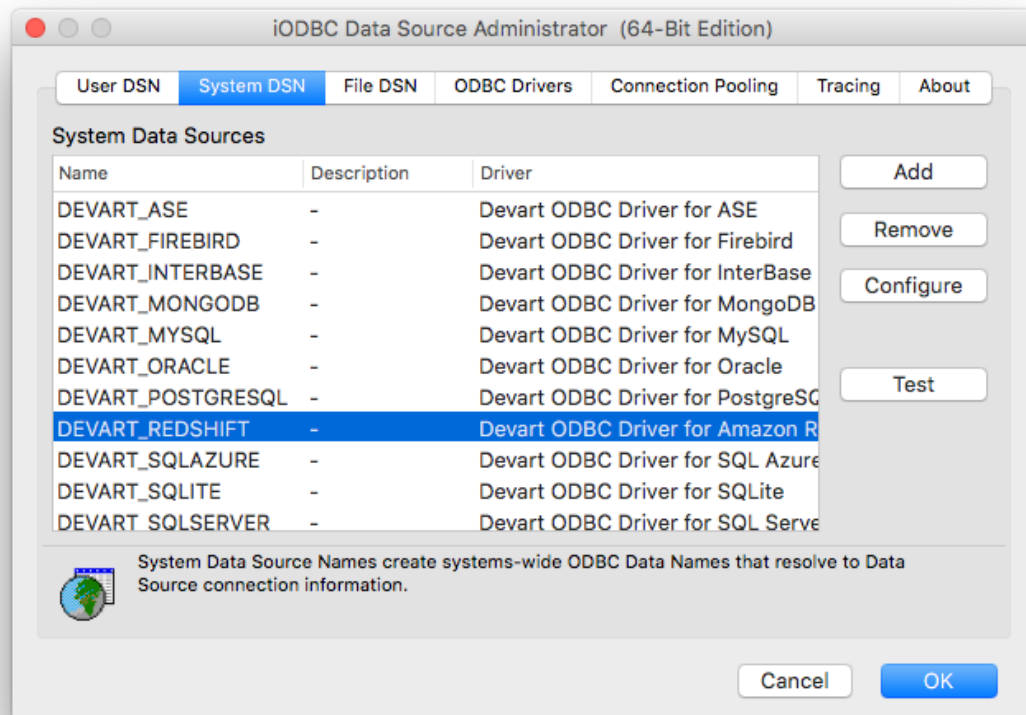 iODBC Data Source Administrator (64-Bit Edition)
User DSN System DSN File DSN ODBC Drivers Connection Pooling Tracing About
System Data Sources
Name Description Driver Add
DEVART_ASE - Devart ODBC Driver for ASE
DEVART_FIREBIRD - Devart ODBC Driver for Firebird Remove
DEVART_INTERBASE - Devart ODBC Driver for InterBase
Configure
DEVART_MONGODB - Devart ODBC Driver for MongoDB
DEVART_MYSQL - Devart ODBC Driver for MySQL
DEVART_ORACLE - Devart ODBC Driver for Oracle
Test
DEVART_POSTGRESQL - Devart ODBC Driver for PostgreSQ
DEVART_REDSHIFT - Devart ODBC Driver for Amazon R
DEVART_SQLAZURE - Devart ODBC Driver for SQL Azure
DEVART_SQLITE - Devart ODBC Driver for SQLite
DEVART_SQLSERVER - Devart ODBC Driver for SQL Serve
System Data Source Names create systems-wide ODBC Data Names that resolve to Data
Source connection information.
Cancel OK